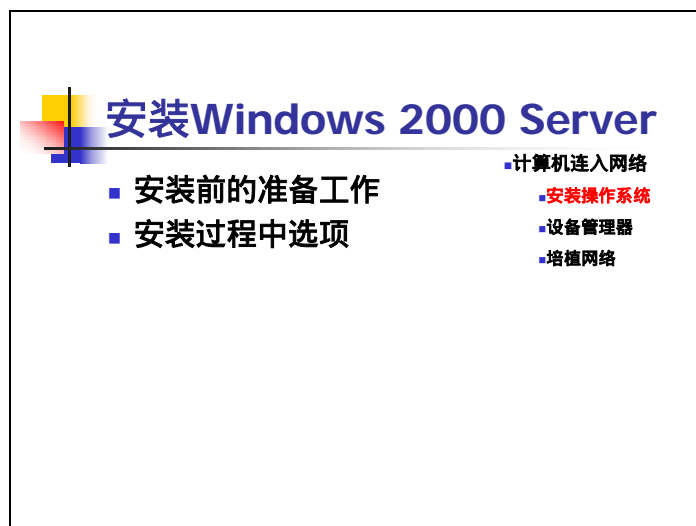 安装Windows 2000 Server
安装前的准备工作
安装过程中选项
计算机连入网络
安装操作系统
设备管理器
培植网络